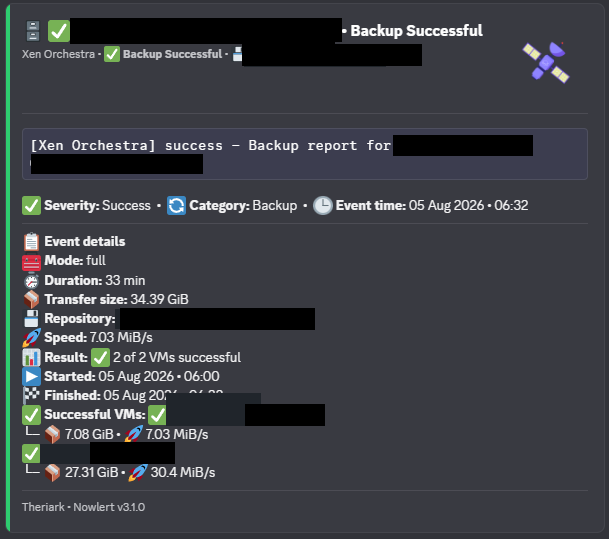 • Backup Successful
Xen Orchestra • Backup Successful •
[Xen Orchestra] success – Backup report for
Severity: Success • Category: Backup • Event time: 05 Aug 2026 • 06:32
Event details
Mode: full
Duration: 33 min
Transfer size: 34.39 GiB
Repository:
Speed: 7.03 MiB/s
Result: 2 of 2 VMs successful
Started: 05 Aug 2026 • 06:00
Finished: 05 Aug
Successful VMs:
7.08 GiB • 7.03 MiB/s
27.31 GiB • 30.4 MiB/s
Theriark • Nowlert v3.1.0